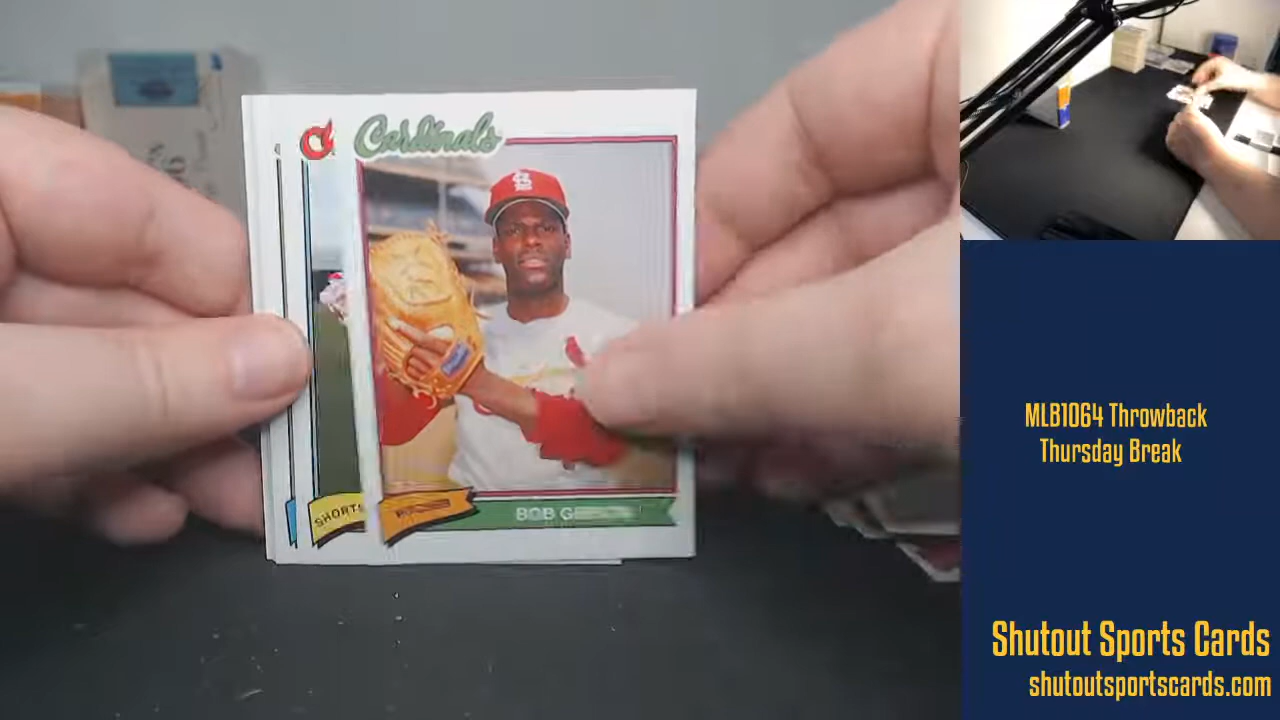 Cardinals
SHORTS
BOB G
MLB1064 Throwback
Thursday Break
Shutout Sports Cards
shutoutsportscards.com